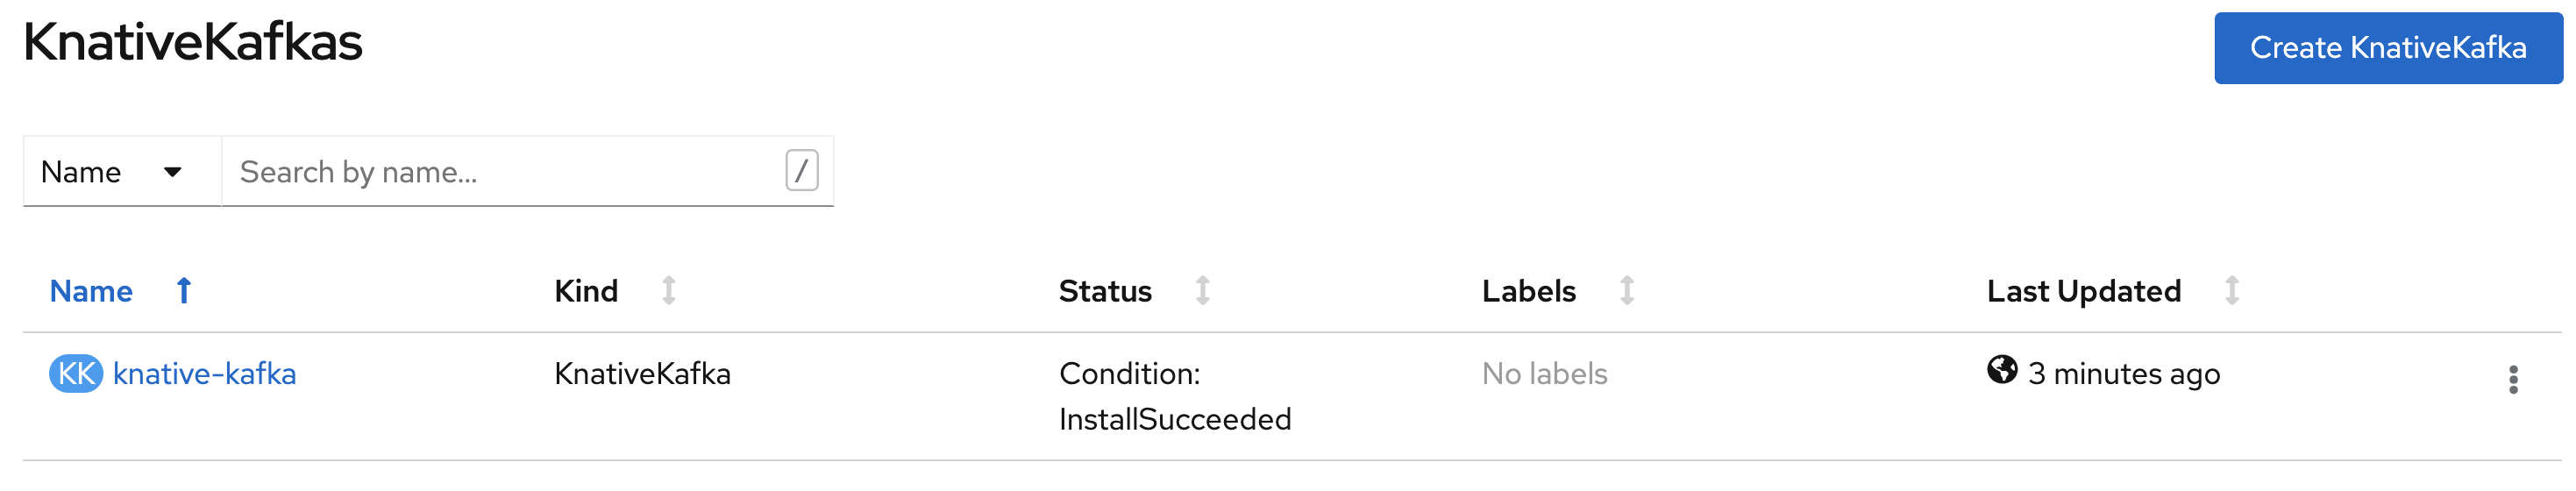 KnativeKafkas
Create KnativeKafka
Name Search by name... /
Name Kind Status Labels Last Updated
KK knative-kafka KnativeKafka Condition: No labels 3 minutes ago
InstallSucceeded